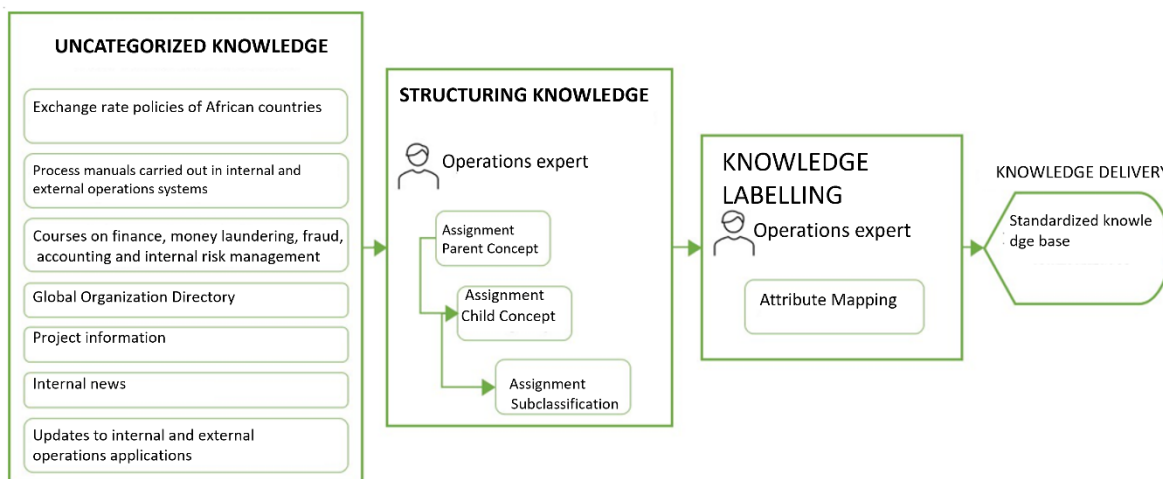 UNCATEGORIZED KNOWLEDGE
Exchange rate policies of African countries
Process manuals carried out in internal and
external operations systems
Courses on finance, money laundering, fraud,
accounting and internal risk management
Global Organization Directory
Project information
Internal news
Updates to internal and external
operations applications
STRUCTURING KNOWLEDGE
Operations expert
Assignment
Parent Concept
Assignment
Child Concept
Assignment
Subclassification
KNOWLEDGE
LABELLING
Operations expert
Attribute Mapping
KNOWLEDGE DELIVERY
Standardized knowle
dge base